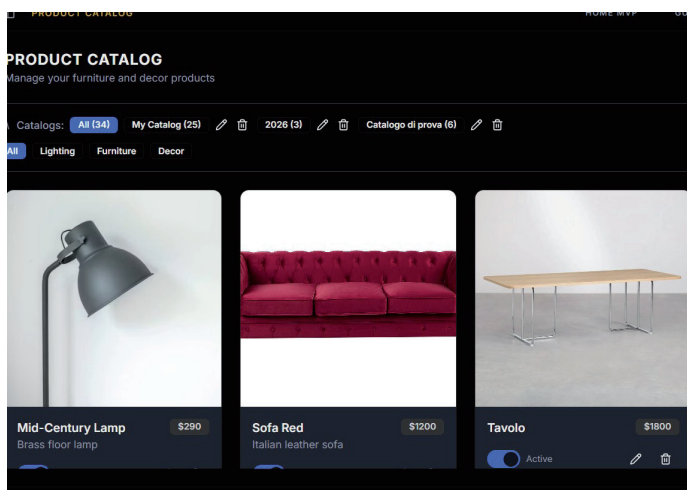 PRODUCT CATALOG
HOME MVP
PRODUCT CATALOG
Manage your furniture and decor products
Catalogs: All (34) My Catalog (25) 2026 (3) Catalogo di prova (6)
All Lighting Furniture Decor
Mid-Century Lamp $290
Brass floor lamp
Sofa Red $1200
Italian leather sofa
Tavolo $1800
Active